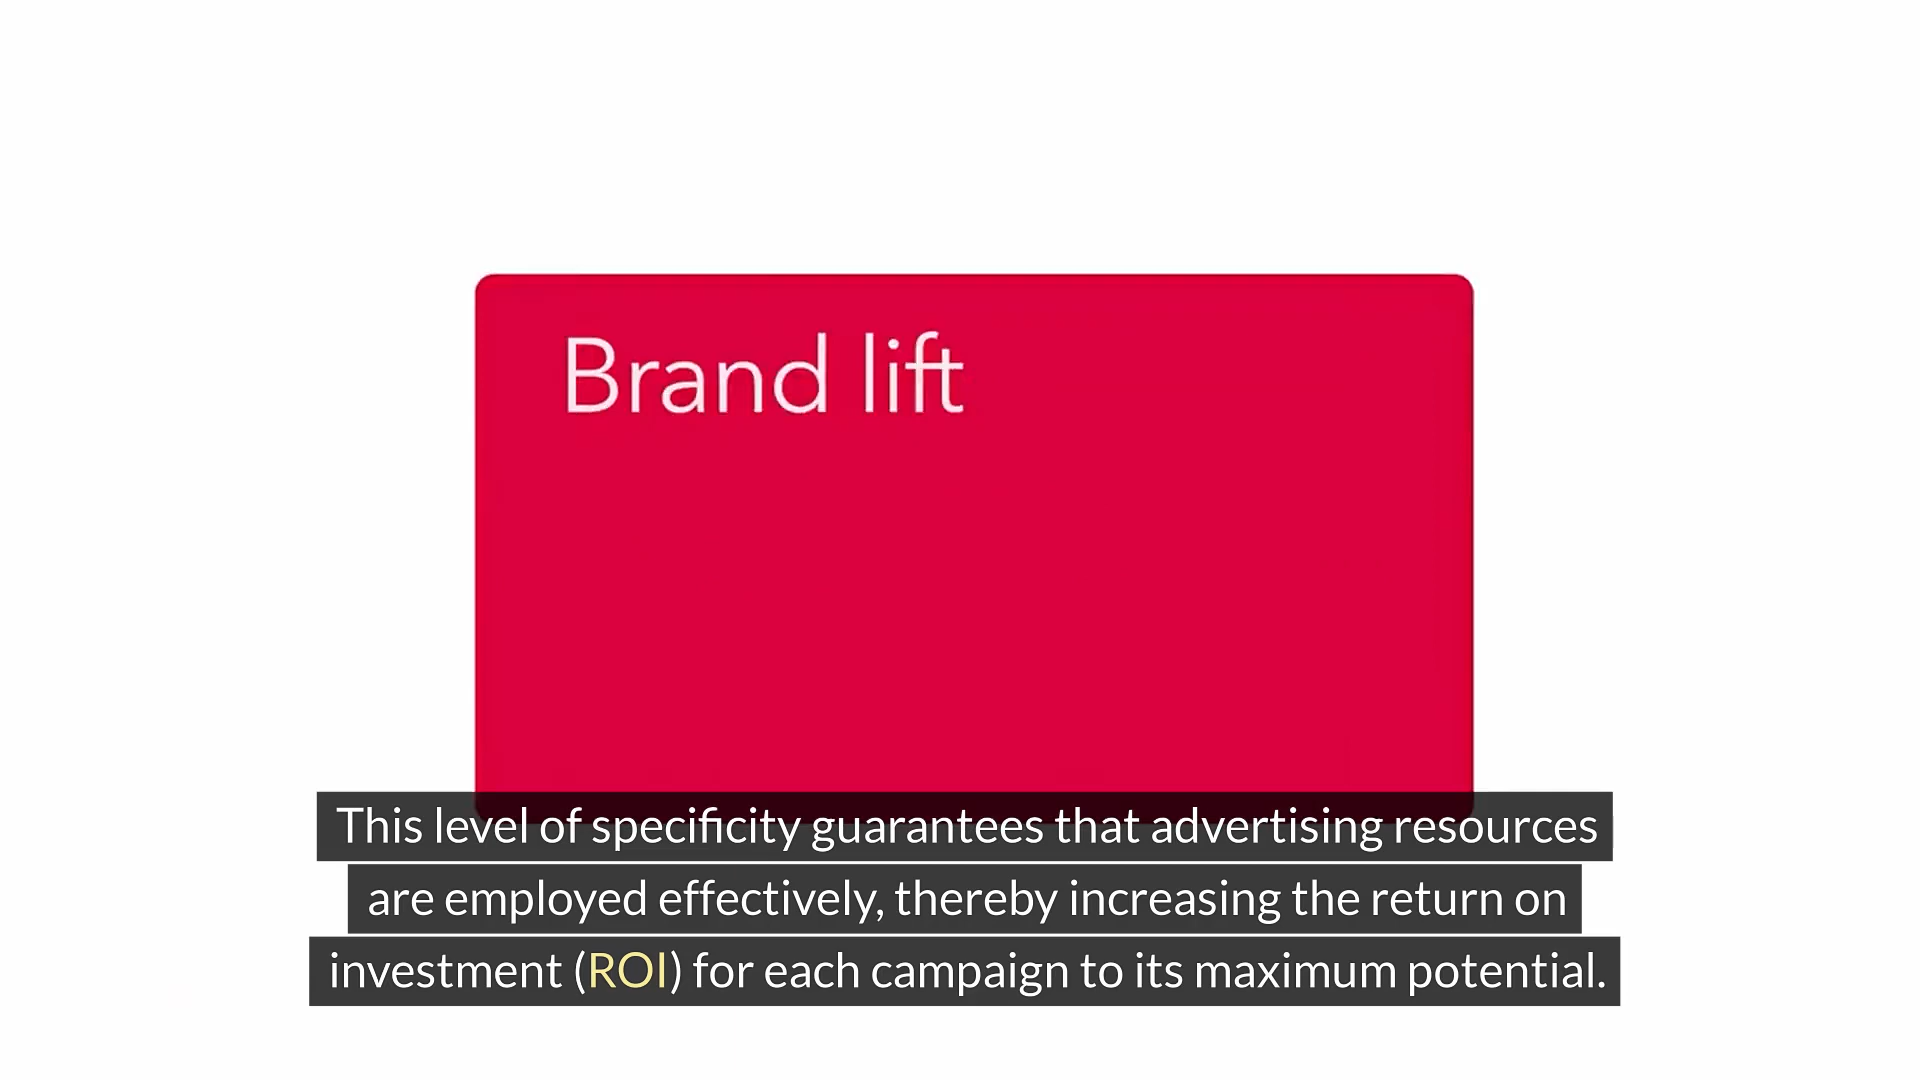 Brand lift
This level of specificity guarantees that advertising resources
are employed effectively, thereby increasing the return on
investment (ROI) for each campaign to its maximum potential.